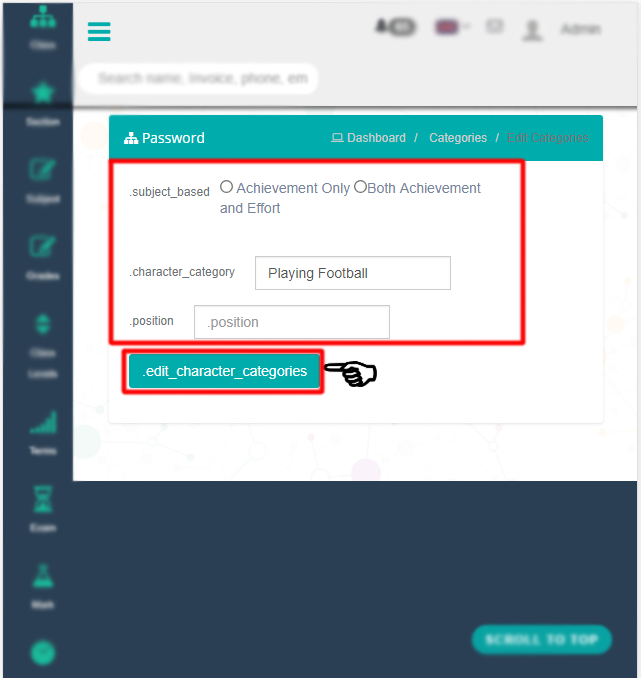 Class
Admin
Search name, invoice, phone, em
Section
Password
Dashboard / Categories / Edit Categories
.subject_based Achievement Only Both Achievement
and Effort
Subject
.character_category Playing Football
Grades
.position .position
Class
Levels
.edit_character_categories
Terms
Exam
Mark
SCROLL TO TOP